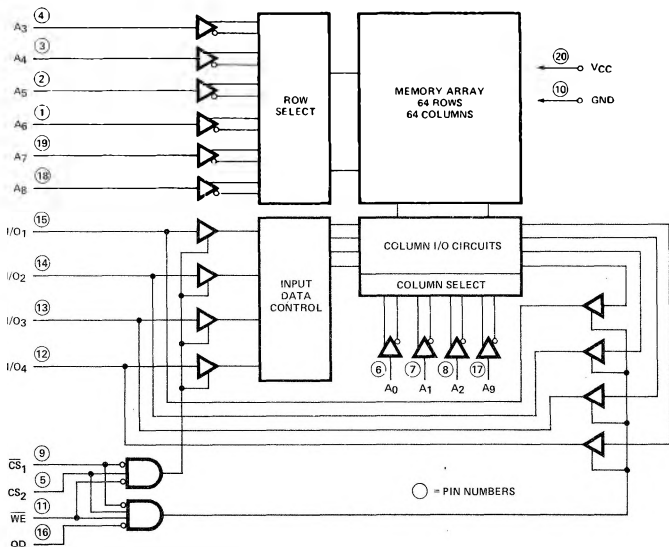 ④
A3
③
A4
②
A5
①
A6
⑲
A7
⑱
A8
ROW
SELECT
MEMORY ARRAY
64 ROWS
64 COLUMNS
⑳
VCC
⑩
GND
⑮
I/O1
⑭
I/O2
⑬
I/O3
⑫
I/O4
INPUT
DATA
CONTROL
COLUMN I/O CIRCUITS
COLUMN SELECT
⑥ ⑦ ⑧ ⑰
A0 A1 A2 A9
⑨
CS1
⑤
CS2
⑪
WE
⑯
OD
= PIN NUMBERS